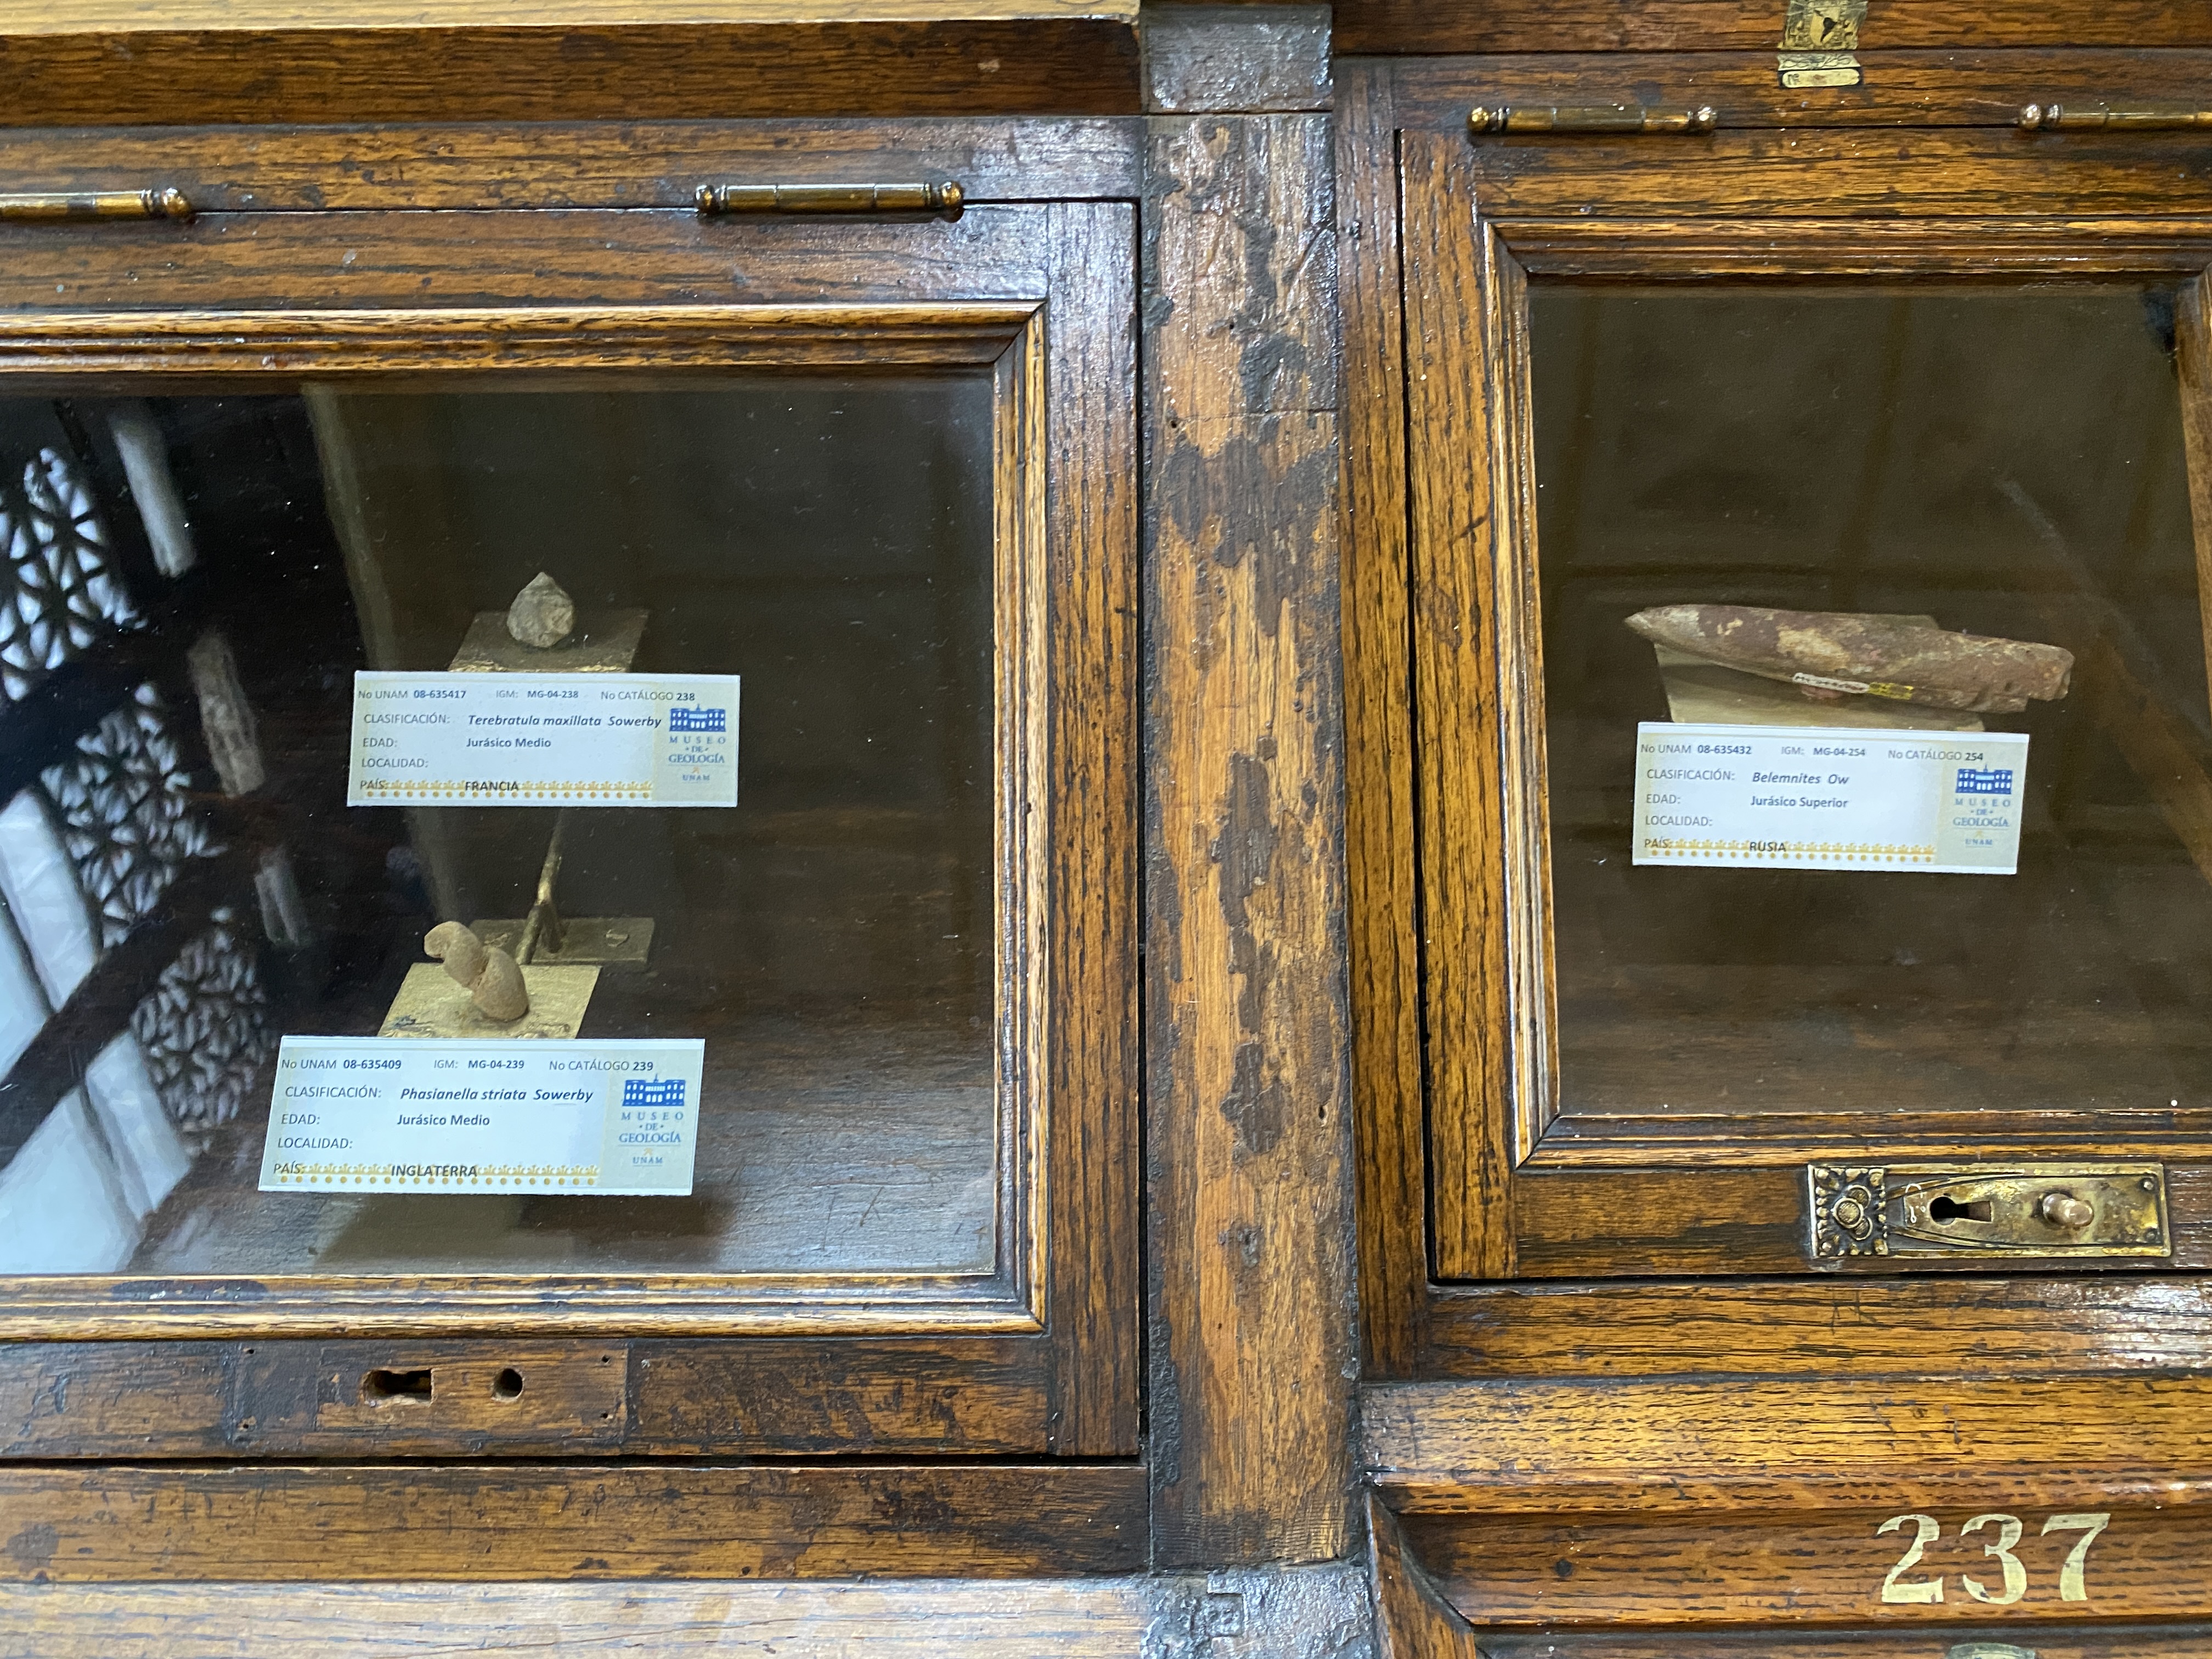 No UNAM 08-635417 IGM: MG-04-238 No CATÁLOGO 238
CLASIFICACIÓN: Terebratula maxillata Sowerby
EDAD: Jurásico Medio
LOCALIDAD:
PAÍS: FRANCIA
MUSEO
• DE •
GEOLOGÍA
UNAM
No UNAM 08-635409 IGM: MG-04-239 No CATÁLOGO 239
CLASIFICACIÓN: Phasianella striata Sowerby
EDAD: Jurásico Medio
LOCALIDAD:
PAÍS: INGLATERRA
MUSEO
• DE •
GEOLOGÍA
UNAM
No UNAM 08-635432 IGM: MG-04-254 No CATÁLOGO 254
CLASIFICACIÓN: Belemnites Ow
EDAD: Jurásico Superior
LOCALIDAD:
PAÍS: RUSIA
MUSEO
• DE •
GEOLOGÍA
UNAM
237